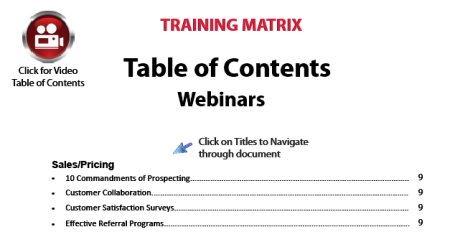 TRAINING MATRIX
Click for Video
Table of Contents
Table of Contents
Webinars
Click on Titles to Navigate
through document
Sales/Pricing
• 10 Commandments of Prospecting........................................................ 9
• Customer Collaboration........................................................ 9
• Customer Satisfaction Surveys........................................................ 9
• Effective Referral Programs........................................................ 9